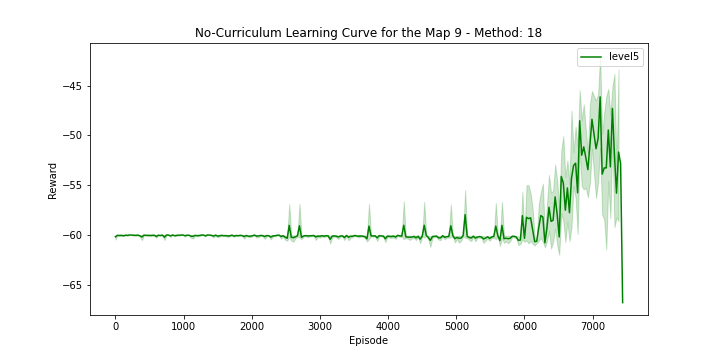 No-Curriculum Learning Curve for the Map 9 - Method: 18
level5
Reward
−45
−50
−55
−60
−65
0 1000 2000 3000 4000 5000 6000 7000
Episode